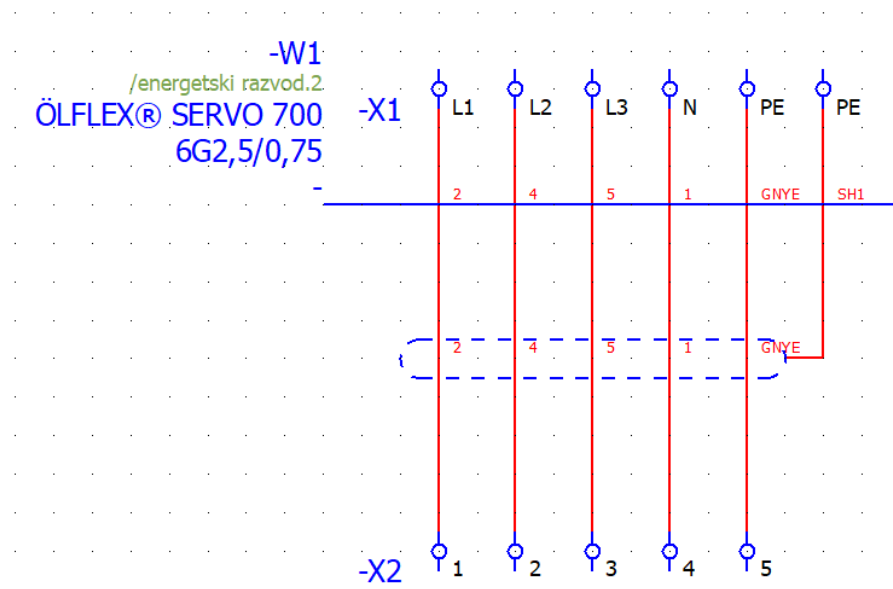 -W1
/energetski razvod.2
ÖLFLEX® SERVO 700
6G2,5/0,75
-
-X1
L1 L2 L3 N PE PE
2 4 5 1 GNYE SH1
2 4 5 1 GNYE
-X2
1 2 3 4 5